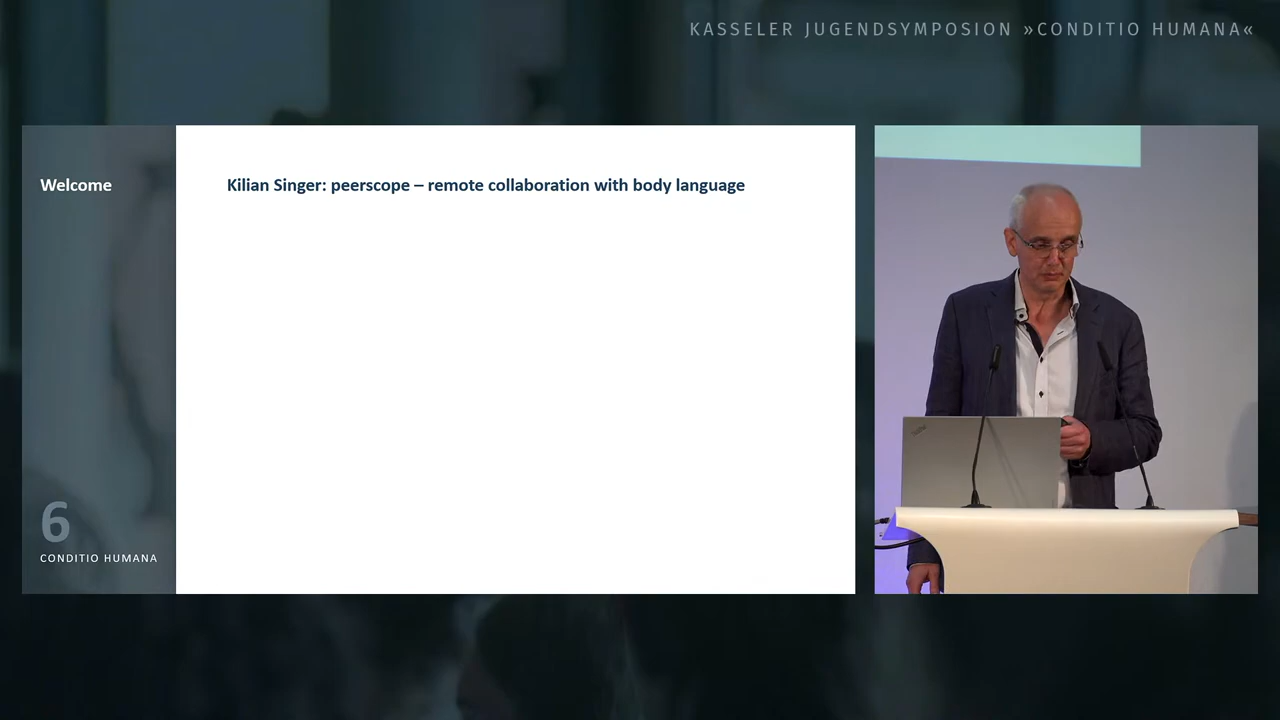 KASSELER JUGENDSYMPOSION »CONDITIO HUMANA«
Welcome
Kilian Singer: peerscope – remote collaboration with body language
6
CONDITIO HUMANA